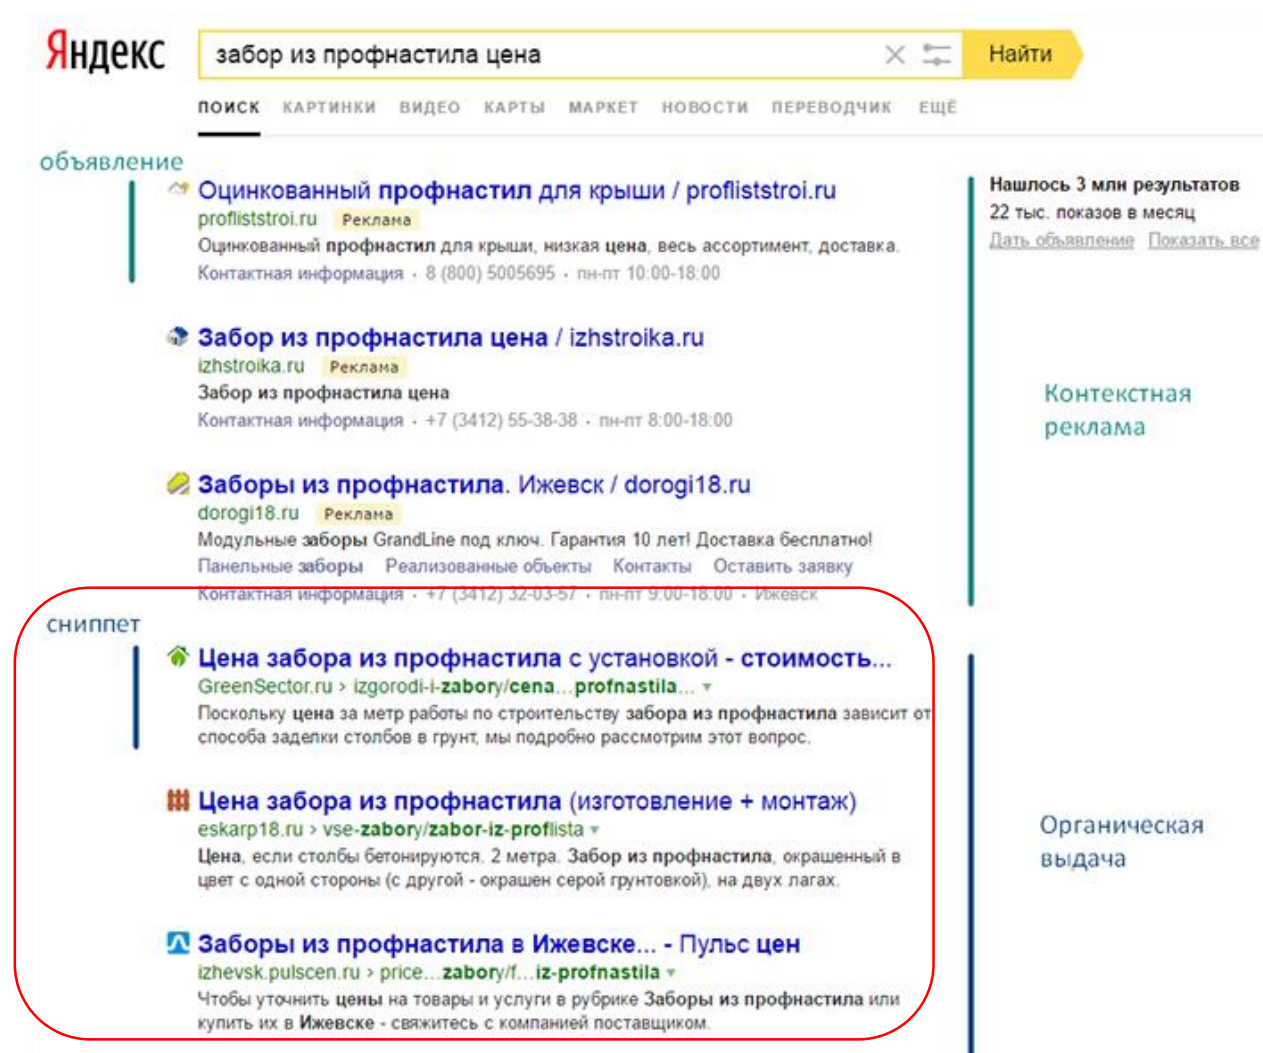 Яндекс
забор из профнастила цена
Найти
ПОИСК КАРТИНКИ ВИДЕО КАРТЫ МАРКЕТ НОВОСТИ ПЕРЕВОДЧИК ЕЩЁ
объявление
Оцинкованный профнастил для крыши / profliststroi.ru
profliststroi.ru Реклама
Оцинкованный профнастил для крыши, низкая цена, весь ассортимент, доставка.
Контактная информация · 8 (800) 5005695 · пн-пт 10:00-18:00
Нашлось 3 млн результатов
22 тыс. показов в месяц
Дать объявление Показать все
Забор из профнастила цена / izhstroika.ru
izhstroika.ru Реклама
Забор из профнастила цена
Контактная информация · +7 (3412) 55-38-38 · пн-пт 8:00-18:00
Контекстная
реклама
Заборы из профнастила. Ижевск / dorogi18.ru
dorogi18.ru Реклама
Модульные заборы GrandLine под ключ. Гарантия 10 лет! Доставка бесплатно!
Панельные заборы Реализованные объекты Контакты Оставить заявку
Контактная информация · +7 (3412) 32-03-57 · пн-пт 9:00-18:00 · Ижевск
сниппет
Цена забора из профнастила с установкой - стоимость...
GreenSector.ru › izgorodi-i-zabory/cena...profnastila...
Поскольку цена за метр работы по строительству забора из профнастила зависит от
способа заделки столбов в грунт, мы подробно рассмотрим этот вопрос.
Цена забора из профнастила (изготовление + монтаж)
eskarp18.ru › vse-zabory/zabor-iz-proflista
Цена, если столбы бетонируются. 2 метра. Забор из профнастила, окрашенный в
цвет с одной стороны (с другой - окрашен серой грунтовкой), на двух лагах.
Органическая
выдача
Заборы из профнастила в Ижевске... - Пульс цен
izhevsk.pulscen.ru › price...zabory/f...iz-profnastila
Чтобы уточнить цены на товары и услуги в рубрике Заборы из профнастила или
купить их в Ижевске - свяжитесь с компанией поставщиком.